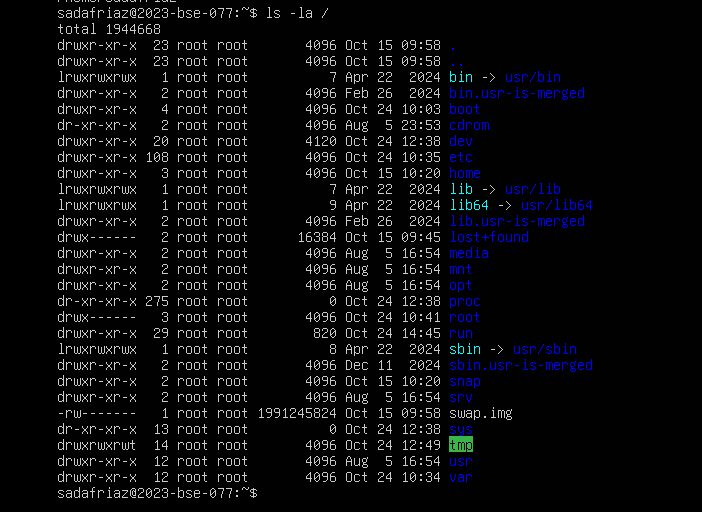 sadafriaz@2023-bse-077:~$ ls -la /
total 1944668
drwxr-xr-x  23 root root       4096 Oct 15 09:58 .
drwxr-xr-x  23 root root       4096 Oct 15 09:58 ..
lrwxrwxrwx   1 root root          7 Apr 22  2024 bin -> usr/bin
drwxr-xr-x   2 root root       4096 Feb 26  2024 bin.usr-is-merged
drwxr-xr-x   4 root root       4096 Oct 24 10:03 boot
dr-xr-xr-x   2 root root       4096 Aug  5 23:53 cdrom
drwxr-xr-x  20 root root       4120 Oct 24 12:38 dev
drwxr-xr-x 108 root root       4096 Oct 24 10:35 etc
drwxr-xr-x   3 root root       4096 Oct 15 10:20 home
lrwxrwxrwx   1 root root          7 Apr 22  2024 lib -> usr/lib
lrwxrwxrwx   1 root root          9 Apr 22  2024 lib64 -> usr/lib64
drwxr-xr-x   2 root root       4096 Feb 26  2024 lib.usr-is-merged
drwx------   2 root root      16384 Oct 15 09:45 lost+found
drwxr-xr-x   2 root root       4096 Aug  5 16:54 media
drwxr-xr-x   2 root root       4096 Aug  5 16:54 mnt
drwxr-xr-x   2 root root       4096 Aug  5 16:54 opt
dr-xr-xr-x 275 root root          0 Oct 24 12:38 proc
drwx------   3 root root       4096 Oct 24 10:41 root
drwxr-xr-x  29 root root        820 Oct 24 14:45 run
lrwxrwxrwx   1 root root          8 Apr 22  2024 sbin -> usr/sbin
drwxr-xr-x   2 root root       4096 Dec 11  2024 sbin.usr-is-merged
drwxr-xr-x   2 root root       4096 Oct 15 10:20 snap
drwxr-xr-x   2 root root       4096 Aug  5 16:54 srv
-rw-------   1 root root 1991245824 Oct 15 09:58 swap.img
dr-xr-xr-x  13 root root          0 Oct 24 12:38 sys
drwxrwxrwt  14 root root       4096 Oct 24 12:49 tmp
drwxr-xr-x  12 root root       4096 Aug  5 16:54 usr
drwxr-xr-x  12 root root       4096 Oct 24 10:34 var
sadafriaz@2023-bse-077:~$